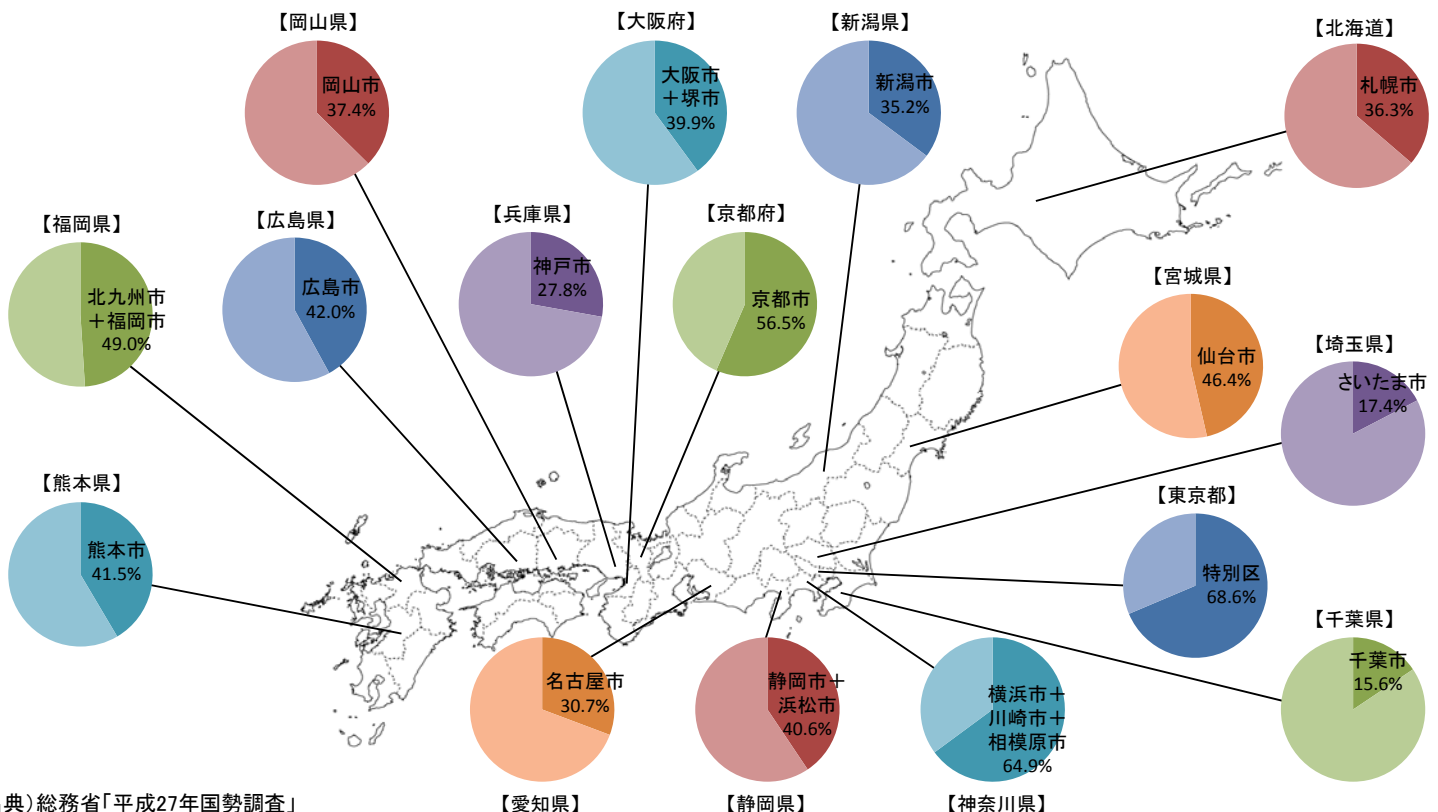 【岡山県】
岡山市
37.4%
【大阪府】
大阪市
＋堺市
39.9%
【新潟県】
新潟市
35.2%
【北海道】
札幌市
36.3%
【福岡県】
北九州市
＋福岡市
49.0%
【広島県】
広島市
42.0%
【兵庫県】
神戸市
27.8%
【京都府】
京都市
56.5%
【宮城県】
仙台市
46.4%
【埼玉県】
さいたま市
17.4%
【熊本県】
熊本市
41.5%
【東京都】
特別区
68.6%
【千葉県】
千葉市
15.6%
名古屋市
30.7%
【愛知県】
静岡市＋
浜松市
40.6%
【静岡県】
横浜市＋
川崎市＋
相模原市
64.9%
【神奈川県】
典）総務省「平成27年国勢調査」